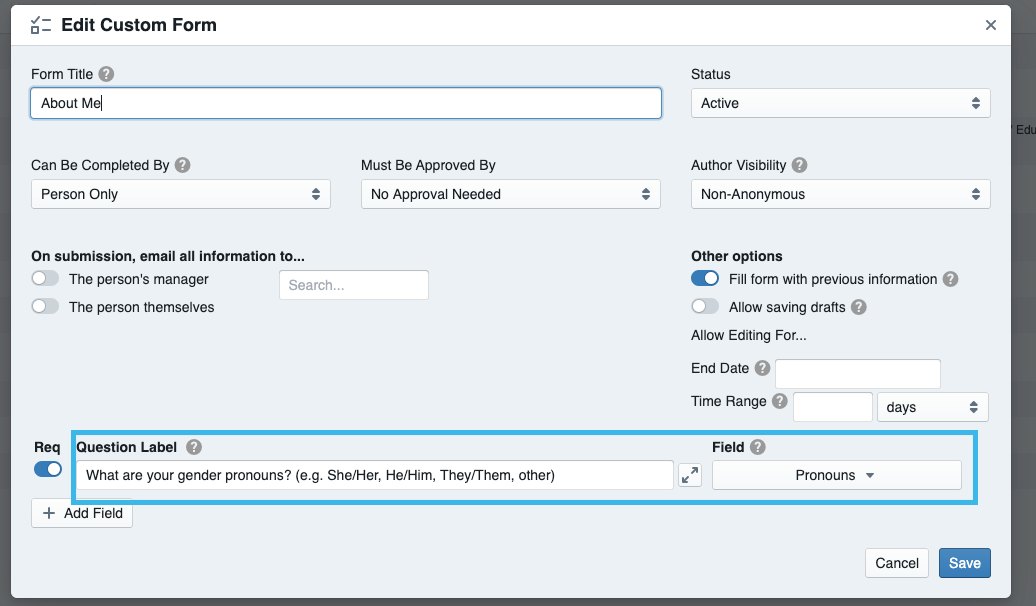 Edit Custom Form
Form Title ?
Status
About Me
Active
/ Edu
Can Be Completed By ?
Must Be Approved By
Author Visibility ?
Person Only
No Approval Needed
Non-Anonymous
On submission, email all information to...
Other options
The person's manager
Search...
Fill form with previous information ?
The person themselves
Allow saving drafts ?
Allow Editing For...
End Date ?
Time Range ?
days
Req
Question Label ?
Field ?
What are your gender pronouns? (e.g. She/Her, He/Him, They/Them, other)
Pronouns
+ Add Field
Cancel
Save